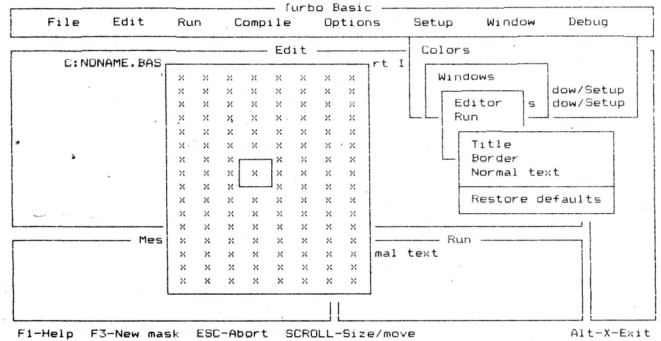 Turbo Basic
File Edit Run Compile Options Setup Window Debug
Edit Colors
C:NONAME.BAS rt I
x x x x x x x x Windows
x x x x x x x x dow/Setup
x x x x x x x x Editor s dow/Setup
x x x x x x x x Run
x x x x x x x x
x x x x x x x x Title
x x x x x x x x Border
x x x x x x x x Normal text
x x x x x x x x
x x x x x x x x Restore defaults
x x x x x x x x
x x x x x x x x
Mes x x x x x x x x Run
x x x x x x x x mal text
x x x x x x x x
x x x x x x x x
F1-Help F3-New mask ESC-Abort SCROLL-Size/move Alt-X-Exit